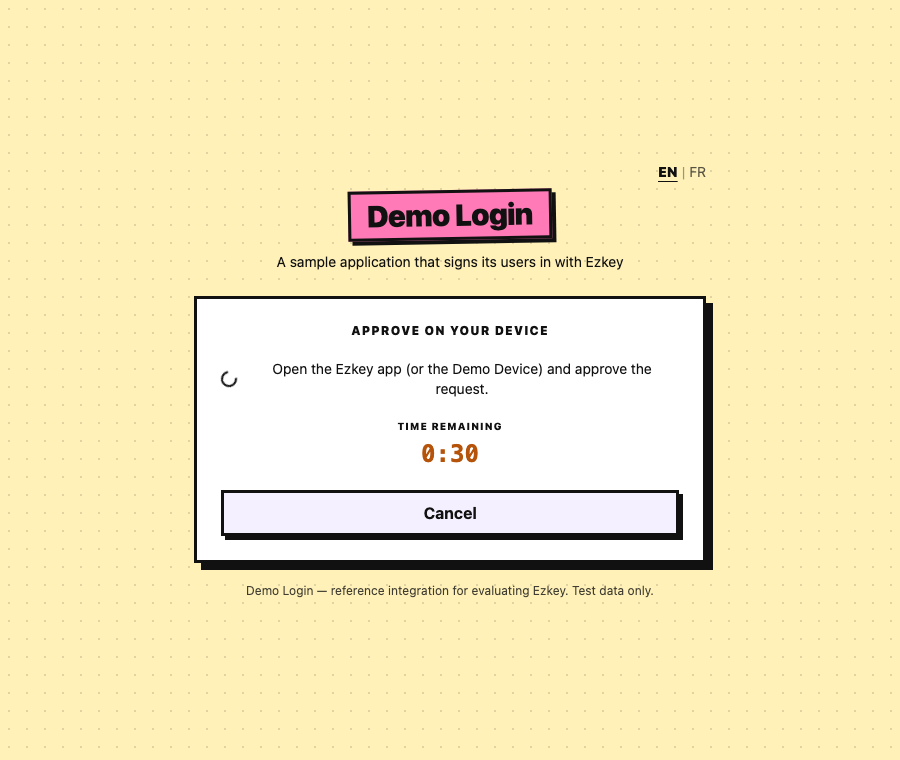 EN | FR
Demo Login
A sample application that signs its users in with Ezkey
APPROVE ON YOUR DEVICE
Open the Ezkey app (or the Demo Device) and approve the
request.
TIME REMAINING
0:30
Cancel
Demo Login — reference integration for evaluating Ezkey. Test data only.